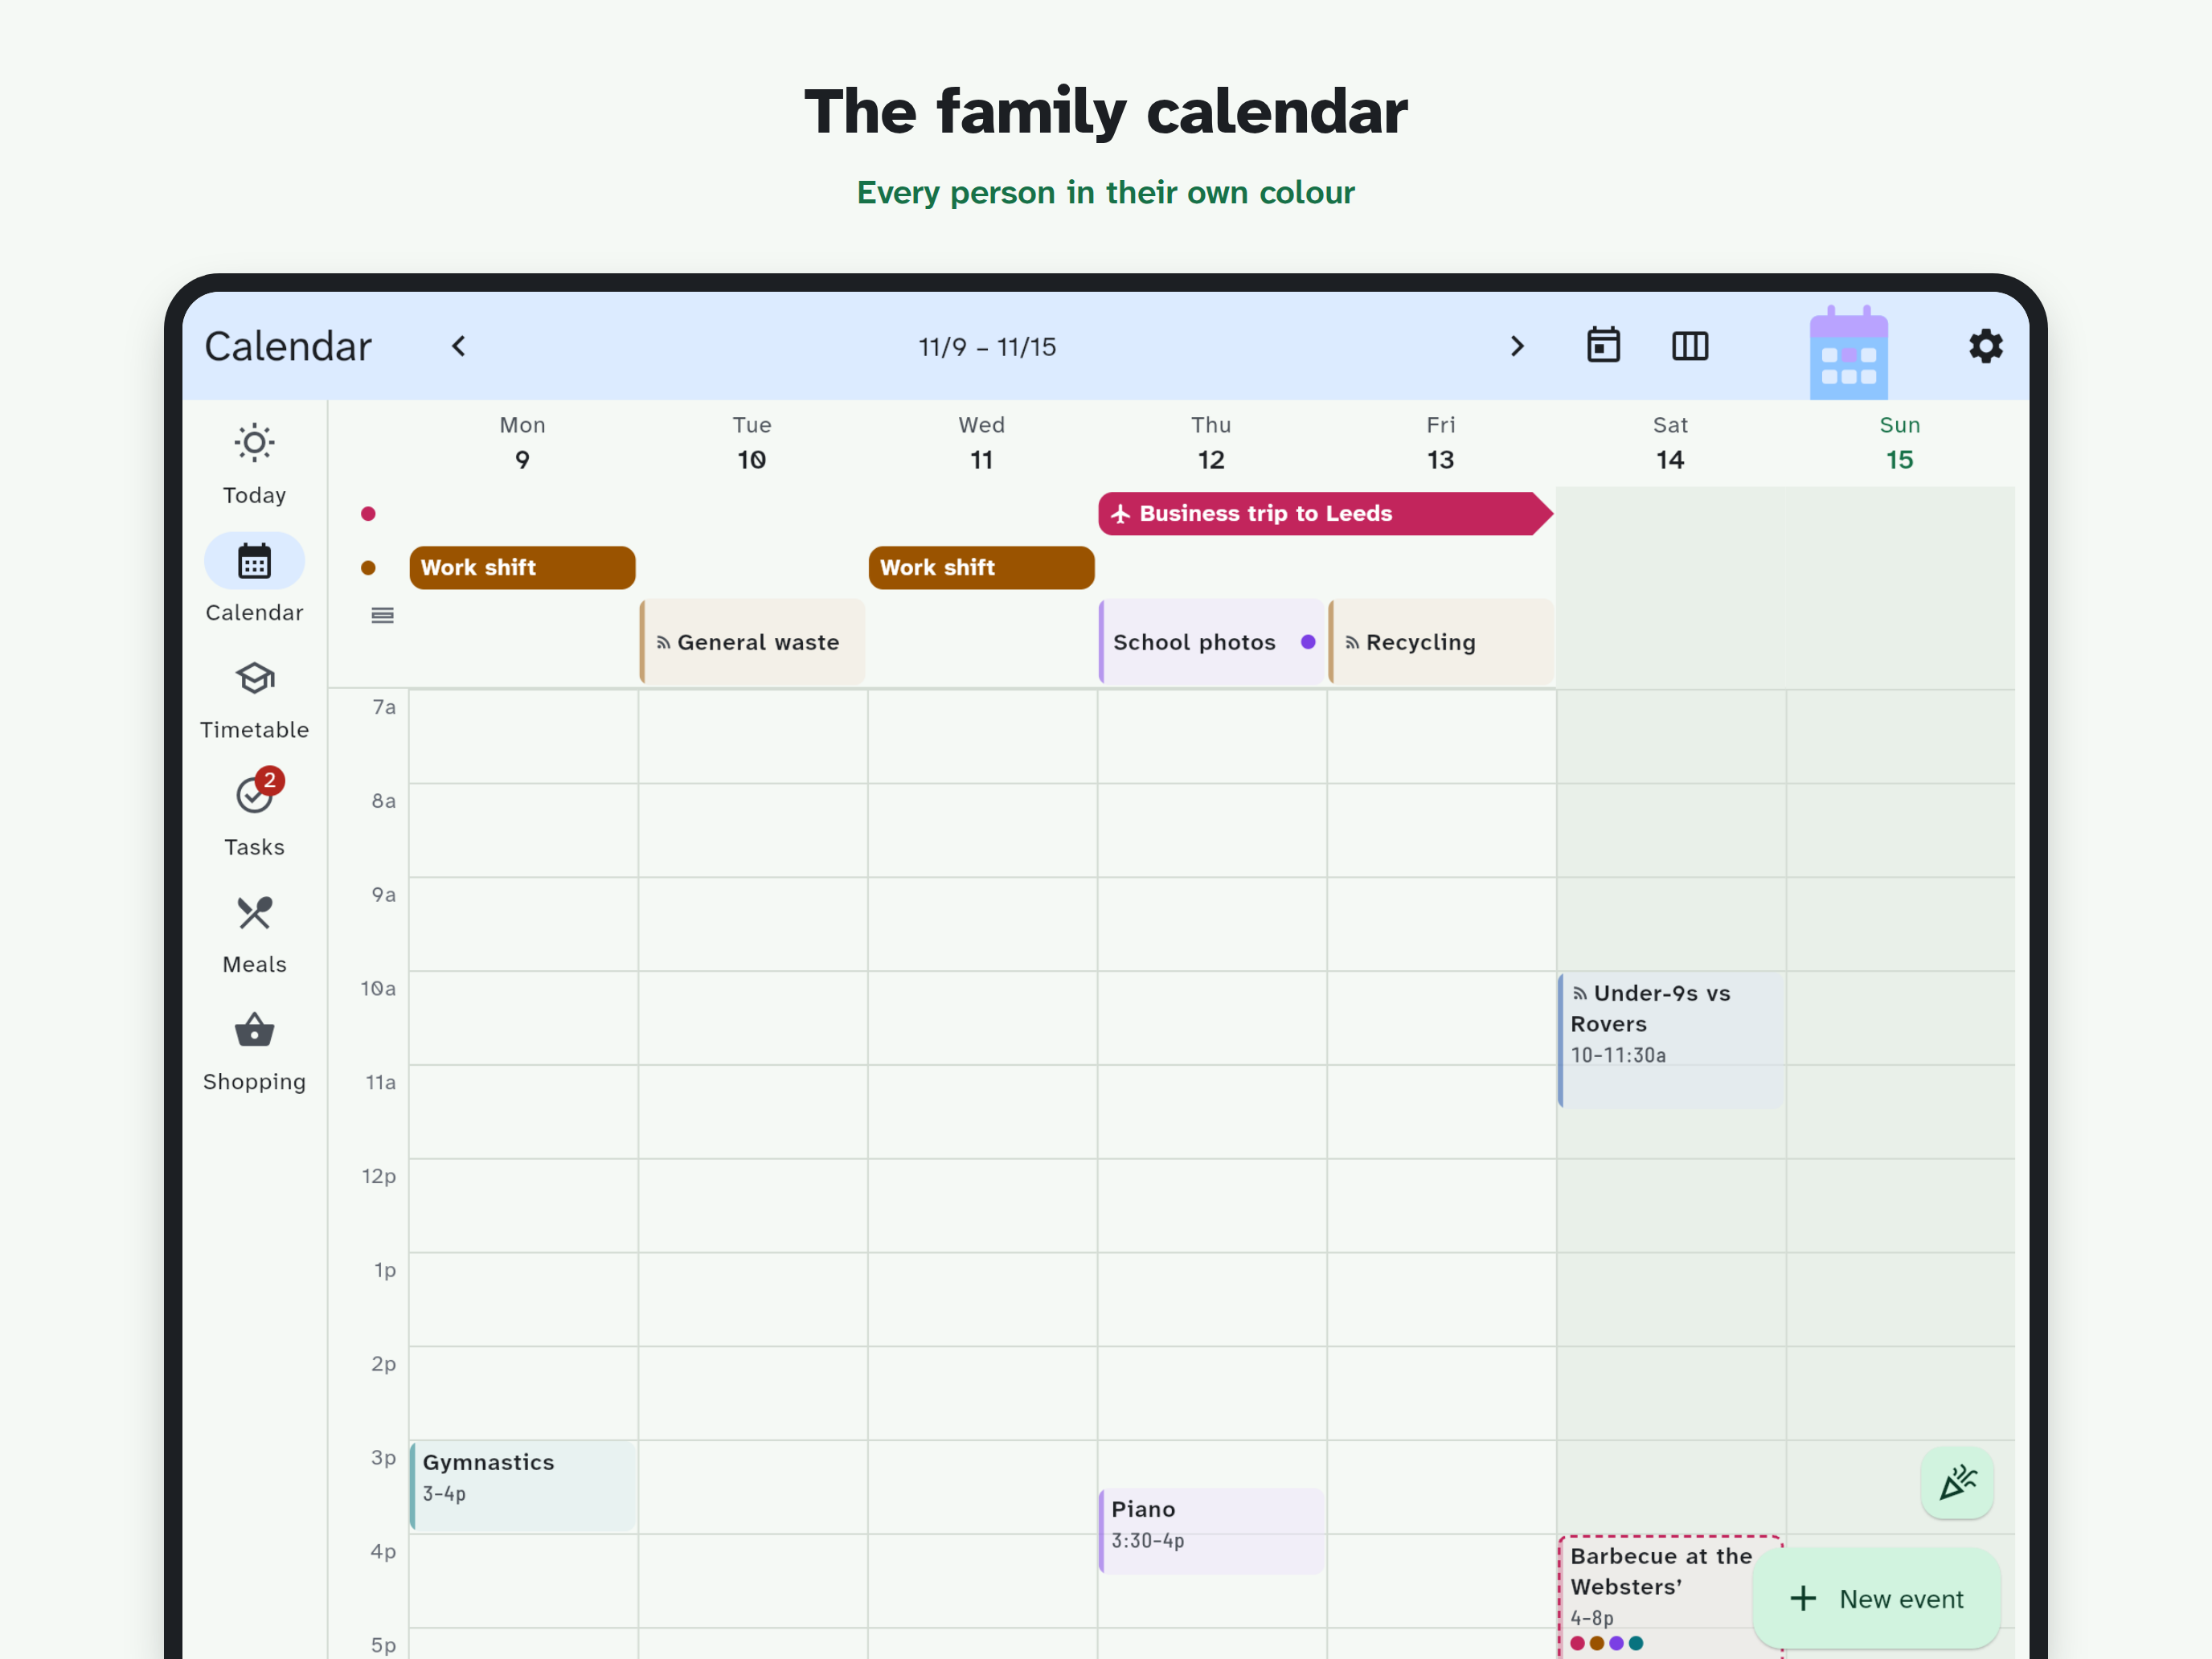 The family calendar
Every person in their own colour
Calendar
11/9 – 11/15
Mon
9
Tue
10
Wed
11
Thu
12
Fri
13
Sat
14
Sun
15
Today
Calendar
Timetable
2
Tasks
Meals
Shopping
Business trip to Leeds
Work shift
Work shift
General waste
School photos
Recycling
7a
8a
9a
10a
11a
12p
1p
2p
3p
4p
5p
Under-9s vs
Rovers
10–11:30a
Gymnastics
3–4p
Piano
3:30–4p
Barbecue at the
Websters’
4–8p
New event